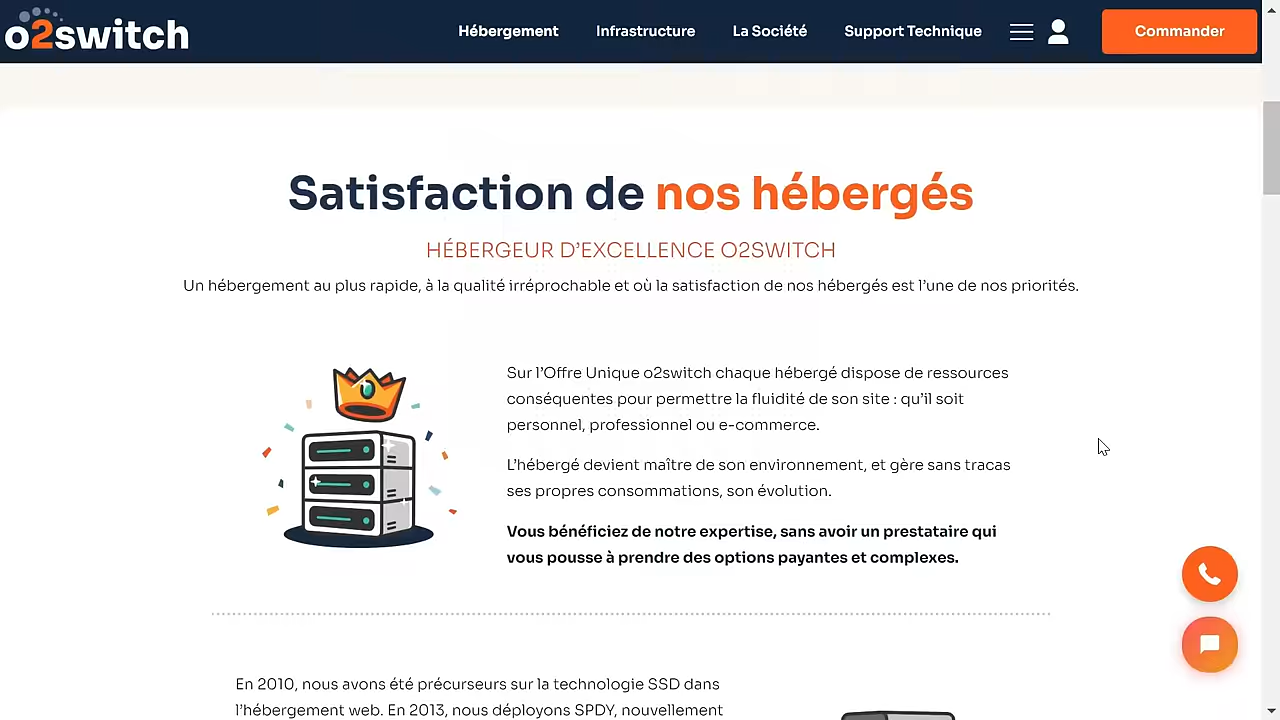 o2switch
Hébergement
Infrastructure
La Société
Support Technique
Commander
Satisfaction de nos hébergés
HÉBERGEUR D’EXCELLENCE O2SWITCH
Un hébergement au plus rapide, à la qualité irréprochable et où la satisfaction de nos hébergés est l’une de nos priorités.
Sur l’Offre Unique o2switch chaque hébergé dispose de ressources
conséquentes pour permettre la fluidité de son site : qu’il soit
personnel, professionnel ou e-commerce.
L’hébergé devient maître de son environnement, et gère sans tracas
ses propres consommations, son évolution.
Vous bénéficiez de notre expertise, sans avoir un prestataire qui
vous pousse à prendre des options payantes et complexes.
En 2010, nous avons été précurseurs sur la technologie SSD dans
l’hébergement web. En 2013, nous déployons SPDY, nouvellement